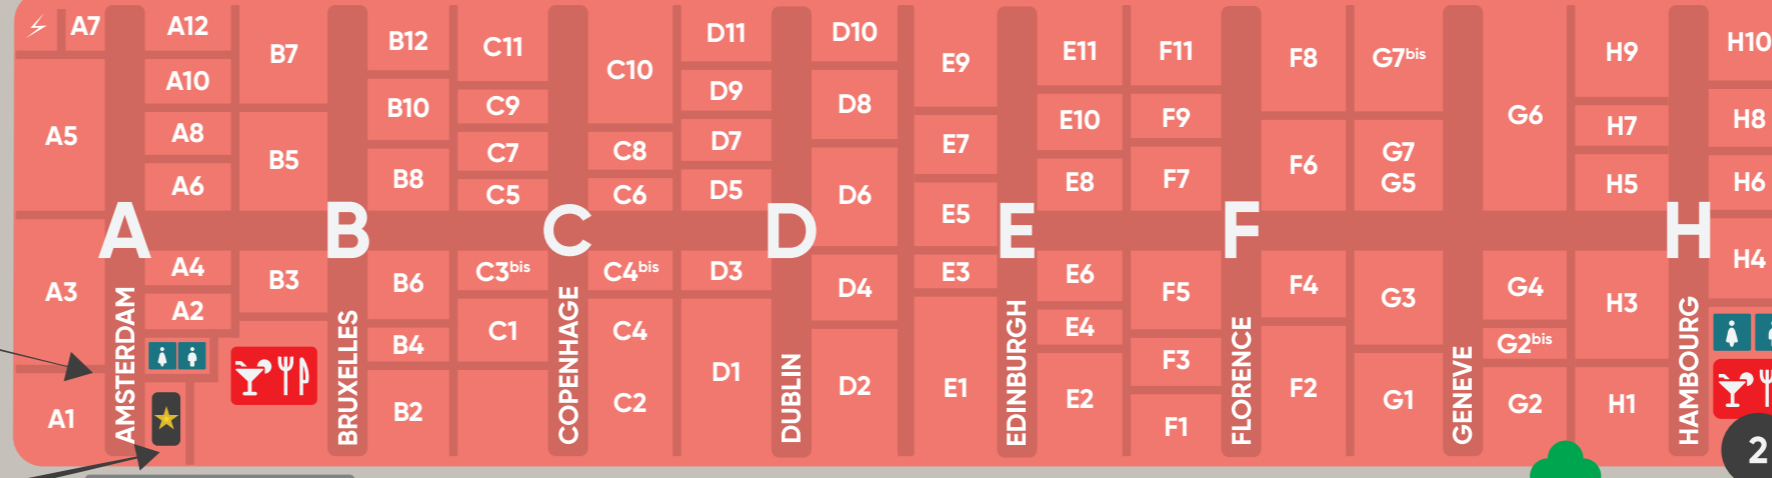 A7
A5
A3
A1
A
AMSTERDAM
A12
A10
A8
A6
A4
A2
B7
B5
B3
B
BRUXELLES
B12
B10
B8
B6
B4
B2
C11
C9
C7
C5
C3bis
C1
C
COPENHAGE
C10
C8
C6
C4bis
C4
C2
D11
D9
D7
D5
D3
D1
D
DUBLIN
D10
D8
D6
D4
D2
E9
E7
E5
E3
E1
E
EDINBURGH
E11
E10
E8
E6
E4
E2
F11
F9
F7
F5
F3
F1
F
FLORENCE
F8
F6
F4
F2
G7bis
G7
G5
G3
G1
GENEVE
G6
G4
G2bis
G2
H9
H7
H5
H3
H1
H
HAMBOURG
H10
H8
H6
H4
2